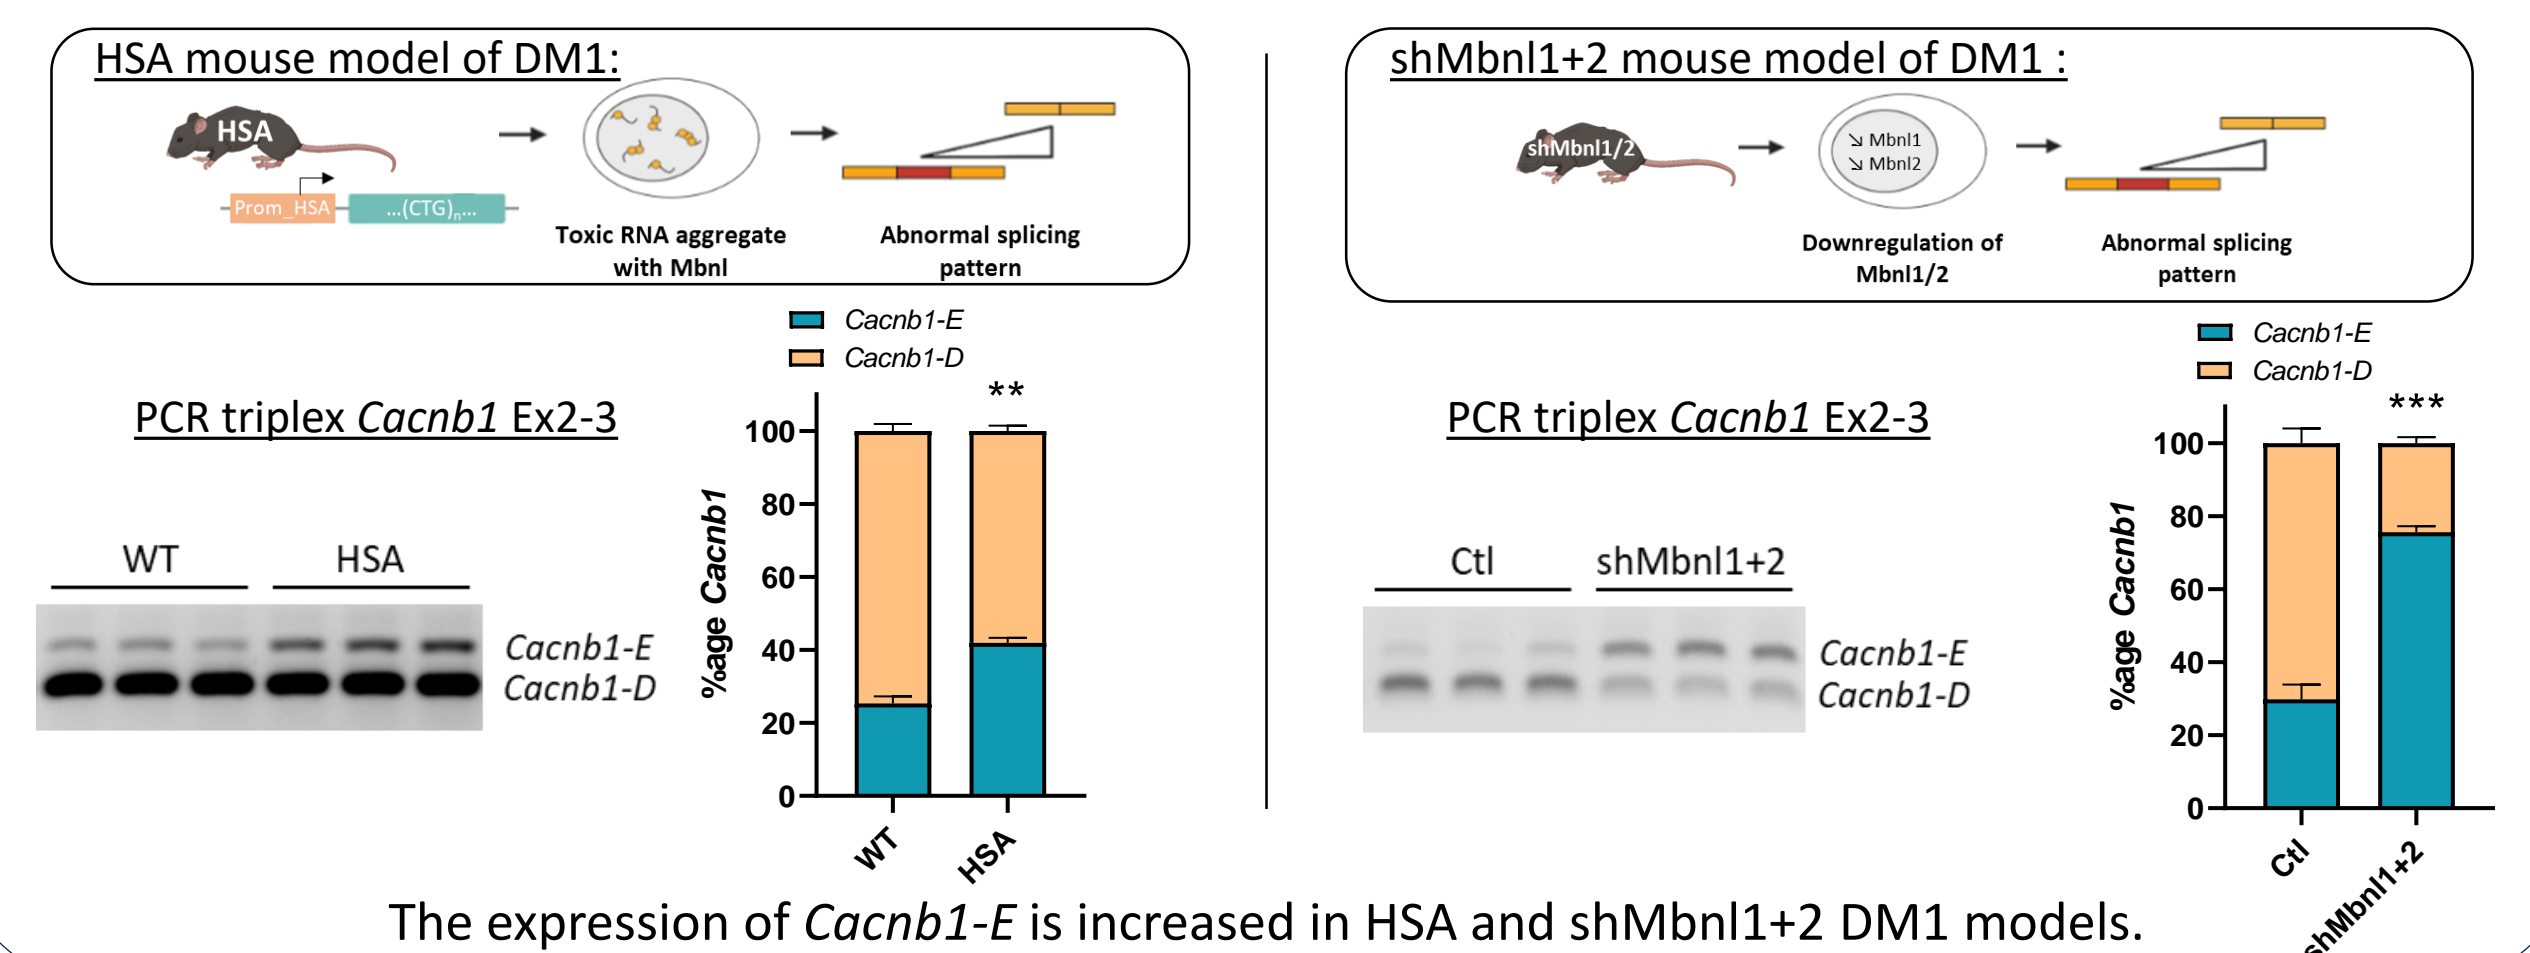 HSA mouse model of DM1:
HSA
Prom_HSA
...(CTG)n...
Toxic RNA aggregate
with Mbnl
Abnormal splicing
pattern
Cacnb1-E
Cacnb1-D
PCR triplex Cacnb1 Ex2-3
WT
HSA
Cacnb1-E
Cacnb1-D
**
%age Cacnb1
100
80
60
40
20
0
WT
HSA
shMbnl1+2 mouse model of DM1 :
shMbnl1/2
↘ Mbnl1
↘ Mbnl2
Downregulation of
Mbnl1/2
Abnormal splicing
pattern
Cacnb1-E
Cacnb1-D
PCR triplex Cacnb1 Ex2-3
Ctl
shMbnl1+2
Cacnb1-E
Cacnb1-D
***
%age Cacnb1
100
80
60
40
20
0
Ctl
shMbnl1+2
The expression of Cacnb1-E is increased in HSA and shMbnl1+2 DM1 models.